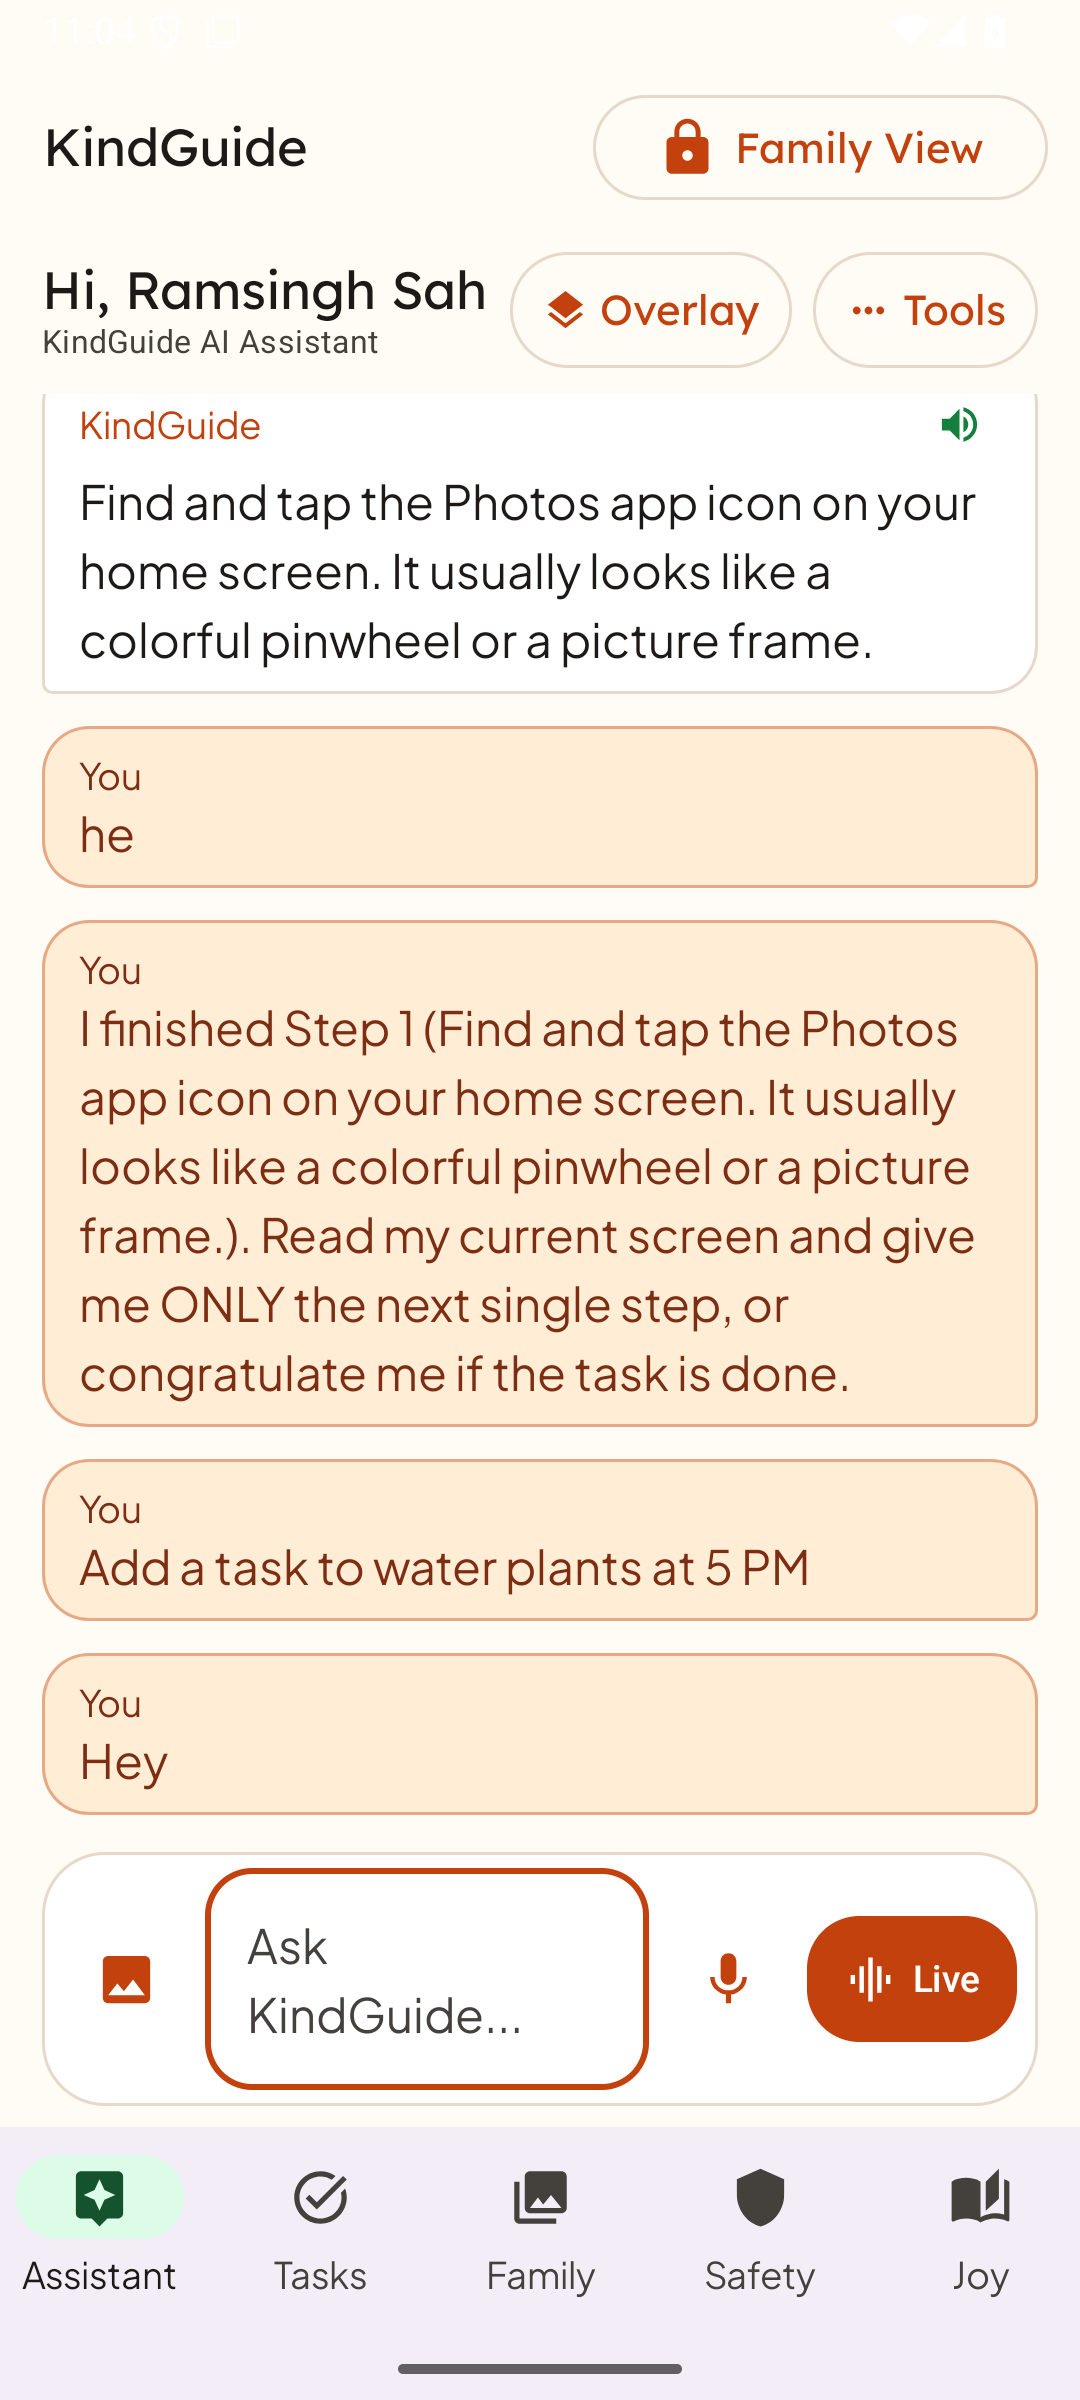 11:04
KindGuide
Family View
Hi, Ramsingh Sah
KindGuide AI Assistant
Overlay
Tools
KindGuide
Find and tap the Photos app icon on your
home screen. It usually looks like a
colorful pinwheel or a picture frame.
You
he
You
I finished Step 1 (Find and tap the Photos
app icon on your home screen. It usually
looks like a colorful pinwheel or a picture
frame.). Read my current screen and give
me ONLY the next single step, or
congratulate me if the task is done.
You
Add a task to water plants at 5 PM
You
Hey
Ask
KindGuide...
Live
Assistant
Tasks
Family
Safety
Joy